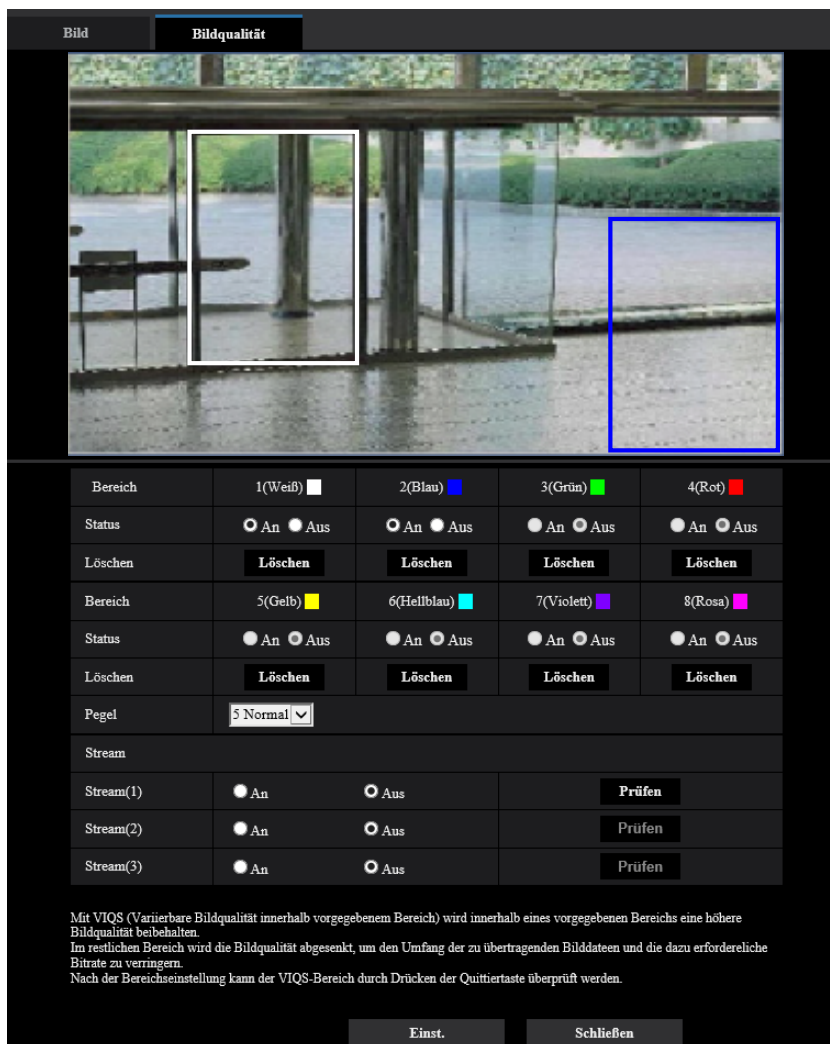 Bild Bildqualität
Bereich 1(Weiß) 2(Blau) 3(Grün) 4(Rot)
Status An Aus An Aus An Aus An Aus
Löschen Löschen Löschen Löschen Löschen
Bereich 5(Gelb) 6(Hellblau) 7(Violett) 8(Rosa)
Status An Aus An Aus An Aus An Aus
Löschen Löschen Löschen Löschen Löschen
Pegel 5 Normal
Stream
Stream(1) An Aus Prüfen
Stream(2) An Aus Prüfen
Stream(3) An Aus Prüfen
Mit VIQS (Variierbare Bildqualität innerhalb vorgegebenem Bereich) wird innerhalb eines vorgegebenen Bereichs eine höhere
Bildqualität beibehalten.
Im restlichen Bereich wird die Bildqualität abgesenkt, um den Umfang der zu übertragenden Bilddateen und die dazu erfordereliche
Bitrate zu verringern.
Nach der Bereichseinstellung kann der VIQS-Bereich durch Drücken der Quittiertaste überprüft werden.
Einst. Schließen